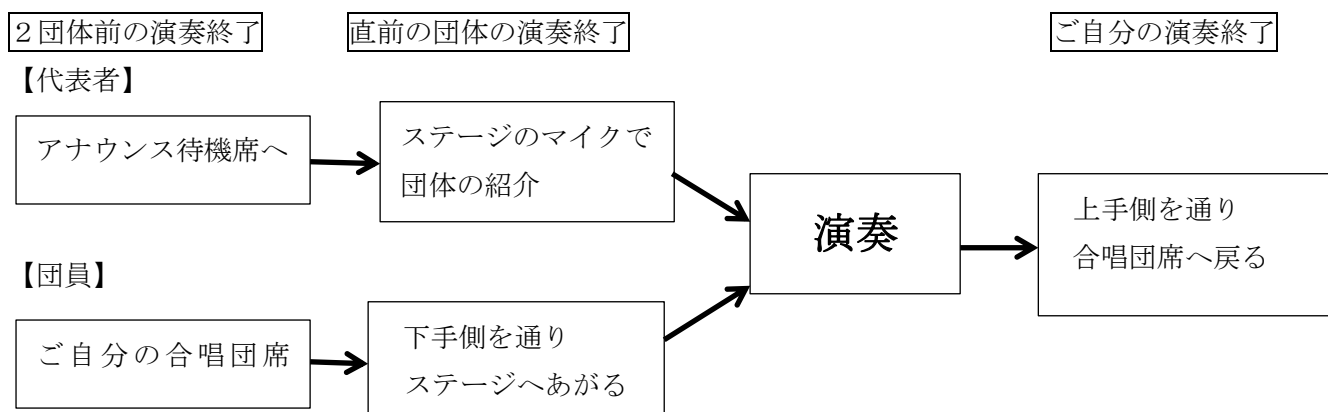 ２団体前の演奏終了
直前の団体の演奏終了
ご自分の演奏終了
【代表者】
アナウンス待機席へ
ステージのマイクで
団体の紹介
演奏
上手側を通り
合唱団席へ戻る
【団員】
ご自分の合唱団席
下手側を通り
ステージへあがる